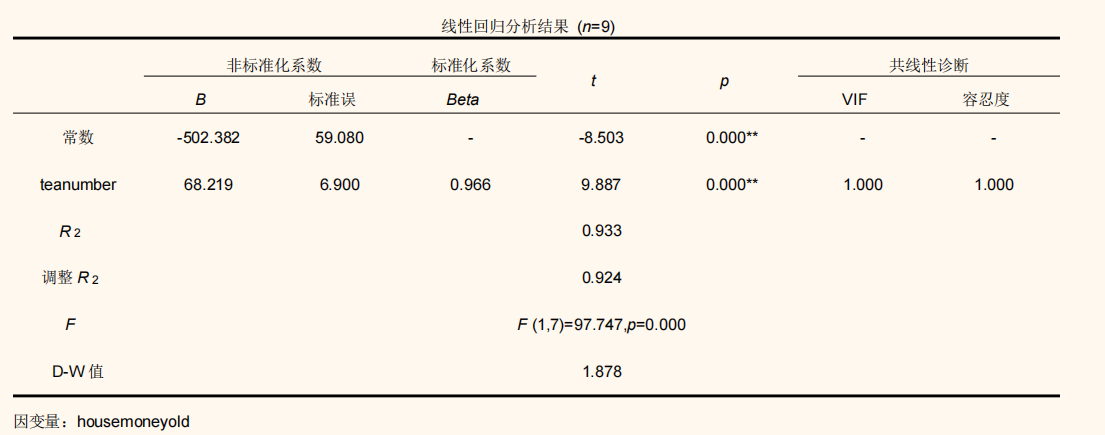 线性回归分析结果 (n=9)
非标准化系数 标准化系数 t p 共线性诊断
B 标准误 Beta VIF 容忍度
常数 -502.382 59.080 - -8.503 0.000** - -
teanumber 68.219 6.900 0.966 9.887 0.000** 1.000 1.000
R 2 0.933
调整 R 2 0.924
F F (1,7)=97.747,p=0.000
D-W 值 1.878
因变量：housemoneyold